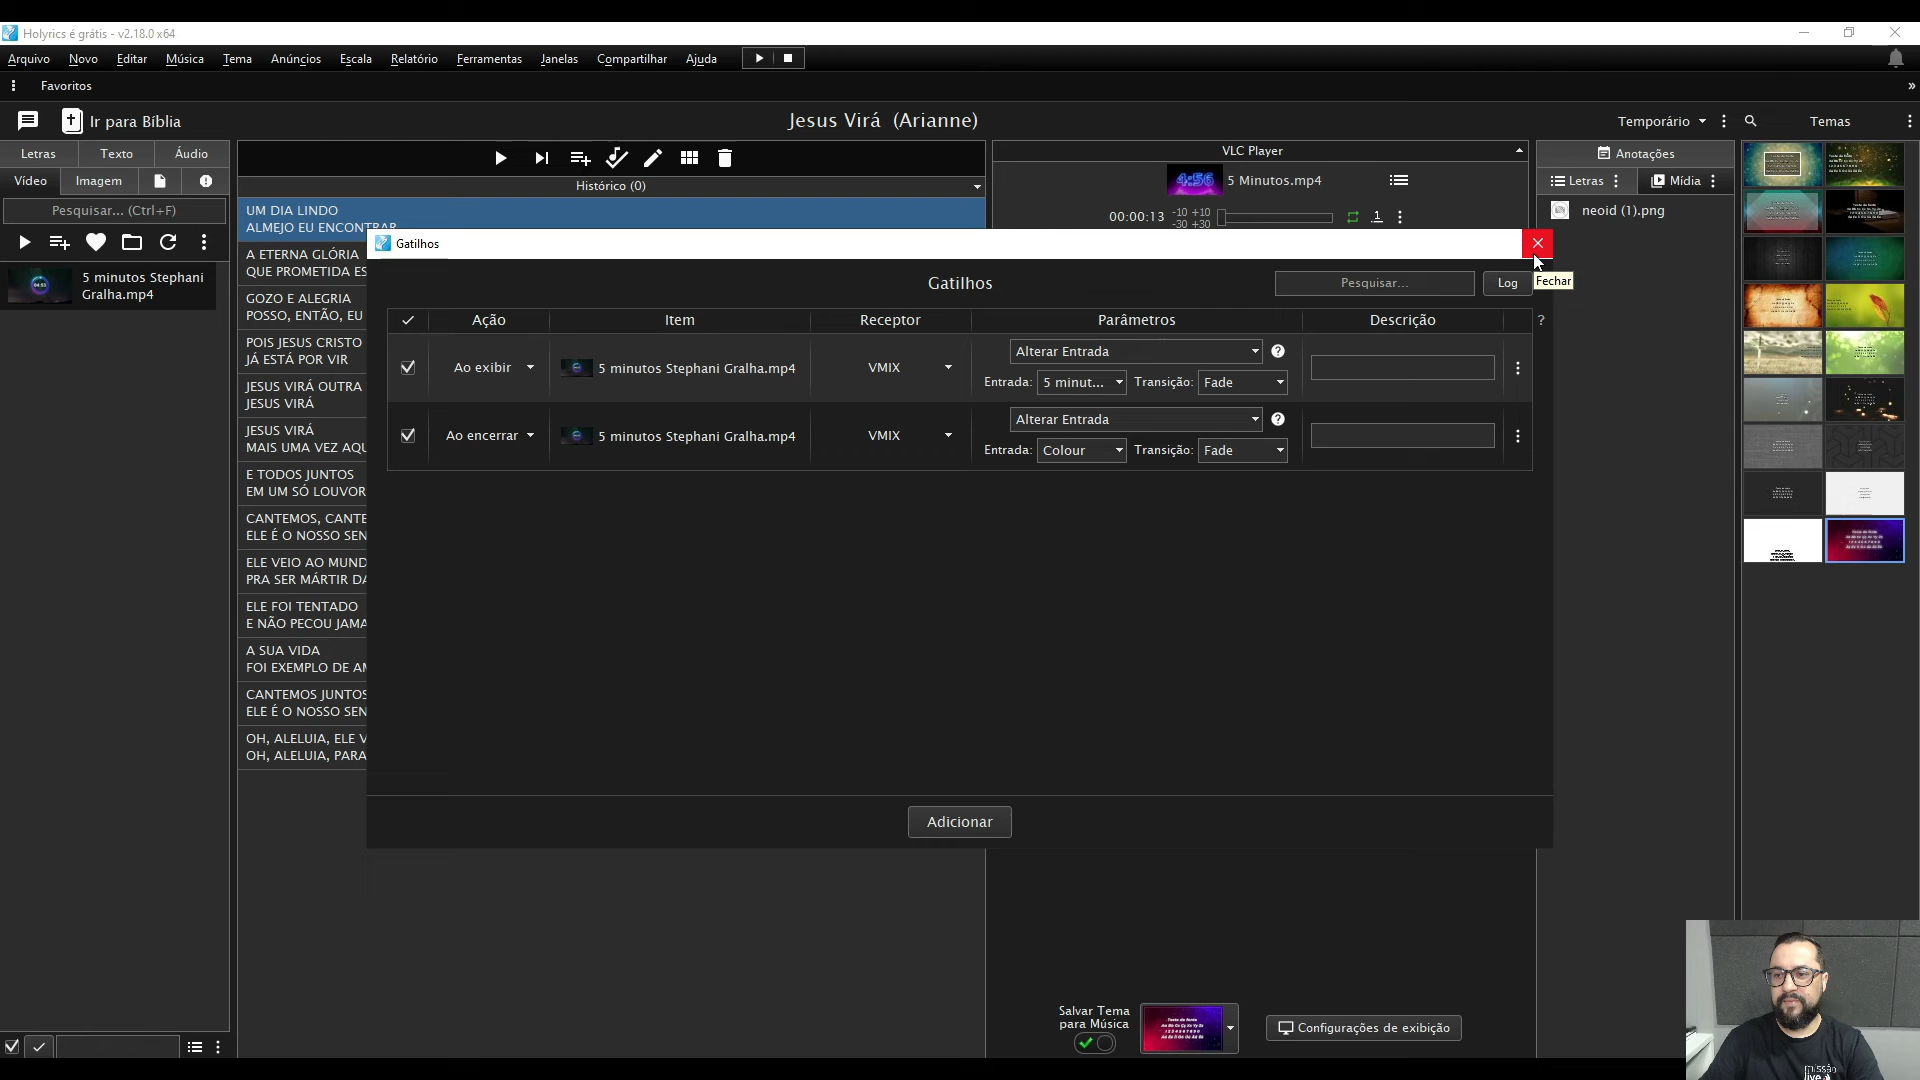 Holyrics é grátis - v2.18.0 x64
Arquivo Novo Editar Música Tema Anúncios Escala Relatório Ferramentas Janelas Compartilhar Ajuda
Favoritos
Ir para Bíblia
Jesus Virá (Arianne)
Temporário
Temas
Letras Texto Áudio
Vídeo Imagem
Pesquisar... (Ctrl+F)
5 minutos Stephani
Gralha.mp4
Histórico (0)
UM DIA LINDO
ALMEJO EU ENCONTRAR
A ETERNA GLÓRIA
QUE PROMETIDA ES
GOZO E ALEGRIA
POSSO, ENTÃO, EU
POIS JESUS CRISTO
JÁ ESTÁ POR VIR
JESUS VIRÁ OUTRA
JESUS VIRÁ
JESUS VIRÁ
MAIS UMA VEZ AQU
E TODOS JUNTOS
EM UM SÓ LOUVOR
CANTEMOS, CANTE
ELE É O NOSSO SEN
ELE VEIO AO MUND
PRA SER MÁRTIR DA
ELE FOI TENTADO
E NÃO PECOU JAMA
A SUA VIDA
FOI EXEMPLO DE AM
CANTEMOS JUNTOS
ELE É O NOSSO SEN
OH, ALELUIA, ELE V
OH, ALELUIA, PARA
VLC Player
4:56
5 Minutos.mp4
00:00:13
-10 +10
-30 +30
1
Anotações
Letras Mídia
neoid (1).png
Gatilhos
Gatilhos
Pesquisar...
Log
Fechar
Ação Item Receptor Parâmetros Descrição ?
Ao exibir 5 minutos Stephani Gralha.mp4 VMIX
Alterar Entrada
Entrada: 5 minut... Transição: Fade
Ao encerrar 5 minutos Stephani Gralha.mp4 VMIX
Alterar Entrada
Entrada: Colour Transição: Fade
Adicionar
Salvar Tema
para Música
Configurações de exibição
missão
live